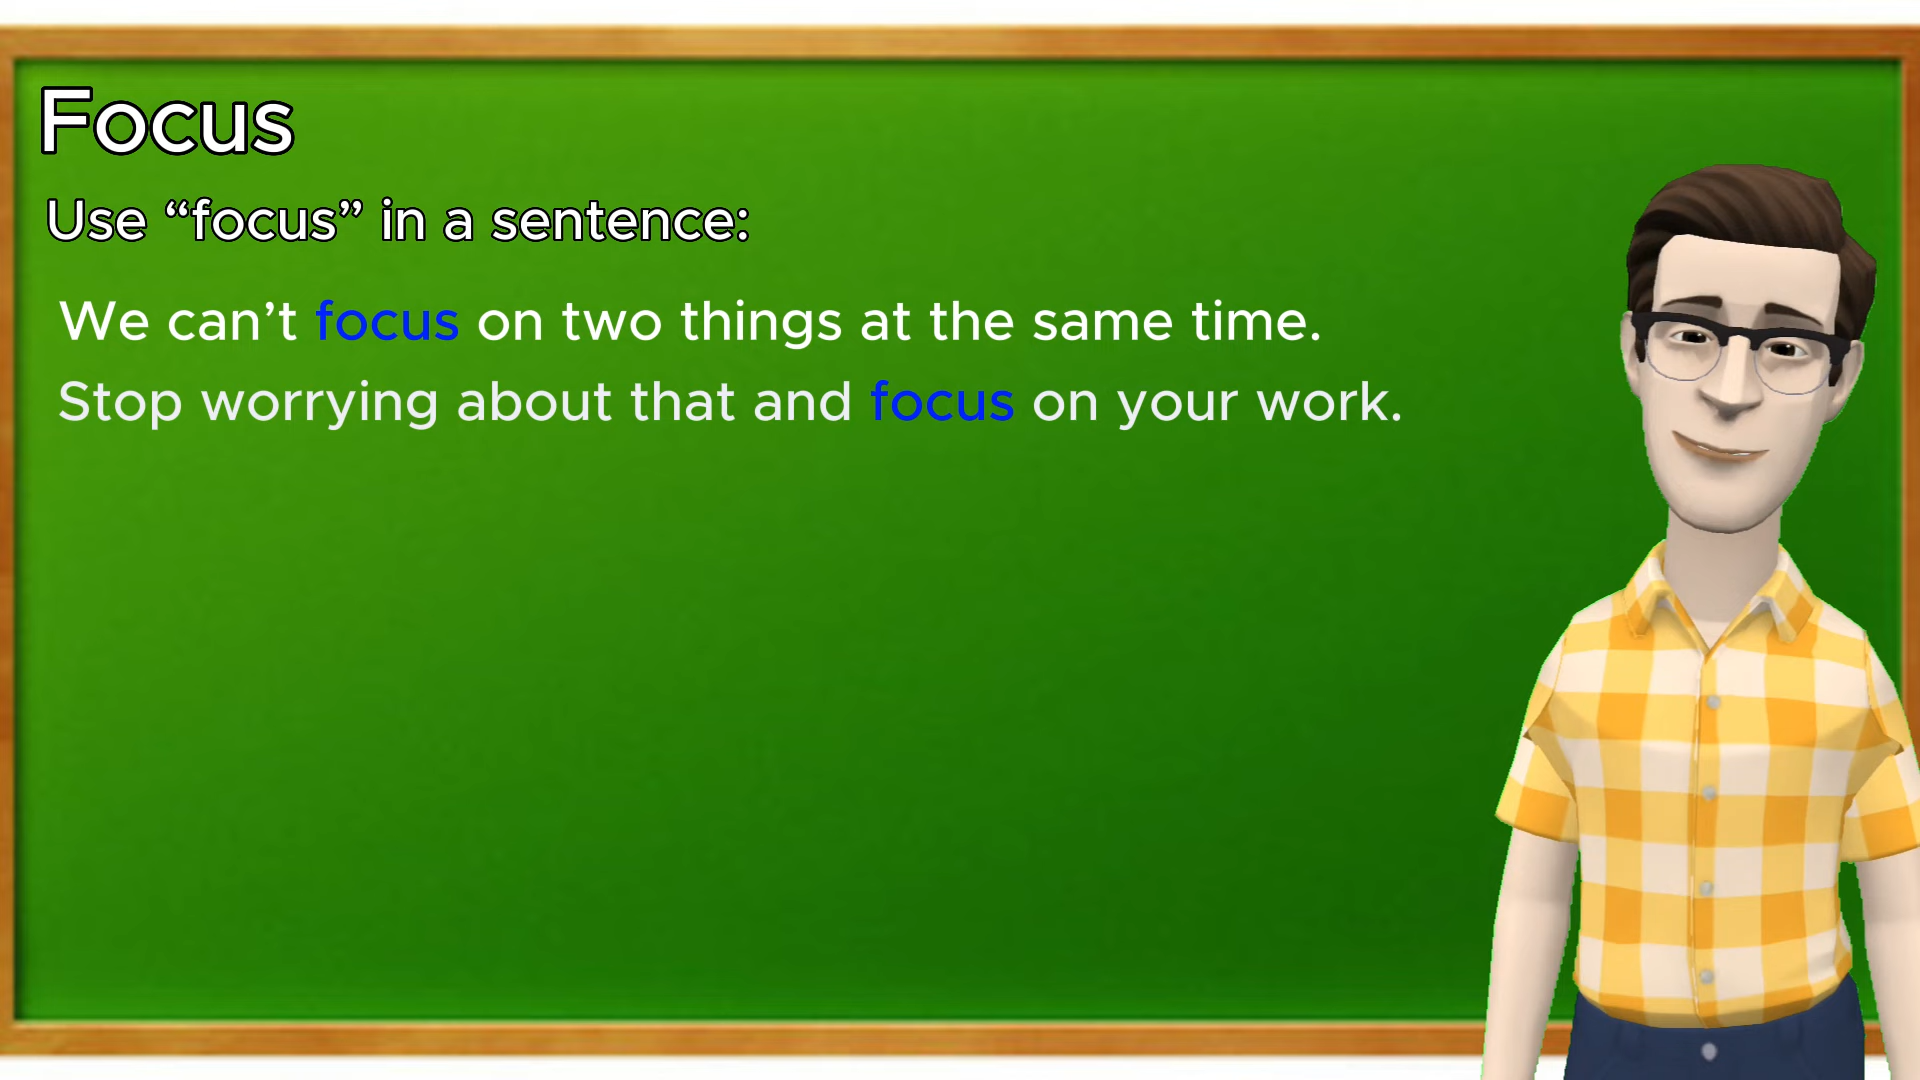 Focus
Use “focus” in a sentence:
We can’t focus on two things at the same time.
Stop worrying about that and focus on your work.